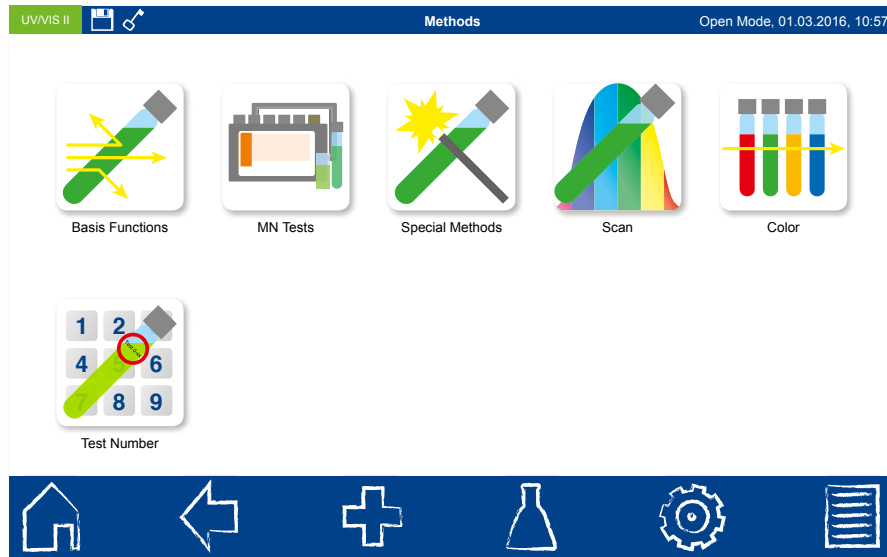 UV/VIS II
Methods
Open Mode, 01.03.2016, 10:57
Basis Functions
MN Tests
Special Methods
Scan
Color
1 2
4 5 6
7 8 9
Test Number